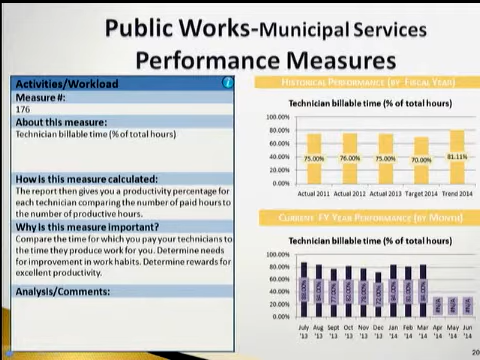 Public Works-Municipal Services
Performance Measures
Activities/Workload
Measure #:
176
About this measure:
Technician billable time (% of total hours)
How is this measure calculated:
The report then gives you a productivity percentage for
each technician comparing the number of paid hours to
the number of productive hours.
Why is this measure important?
Compare the time for which you pay your technicians to
the time they produce work for you. Determine needs
for improvement in work habits. Determine rewards for
excellent productivity.
Analysis/Comments:
Historical Performance (by Fiscal Year)
Technician billable time (% of total hours)
100.00%
80.00%
60.00%
40.00%
20.00%
0.00%
75.00% 76.00% 75.00% 70.00% 81.11%
Actual 2011 Actual 2012 Actual 2013 Target 2014 Trend 2014
Current FY Year Performance (by Month)
Technician billable time (% of total hours)
100.00%
80.00%
60.00%
40.00%
20.00%
0.00%
#N/A #N/A #N/A
July Aug Sept Oct Nov Dec Jan Feb Mar Apr May Jun
'13 '13 '13 '13 '13 '13 '14 '14 '14 '14 '14 '14